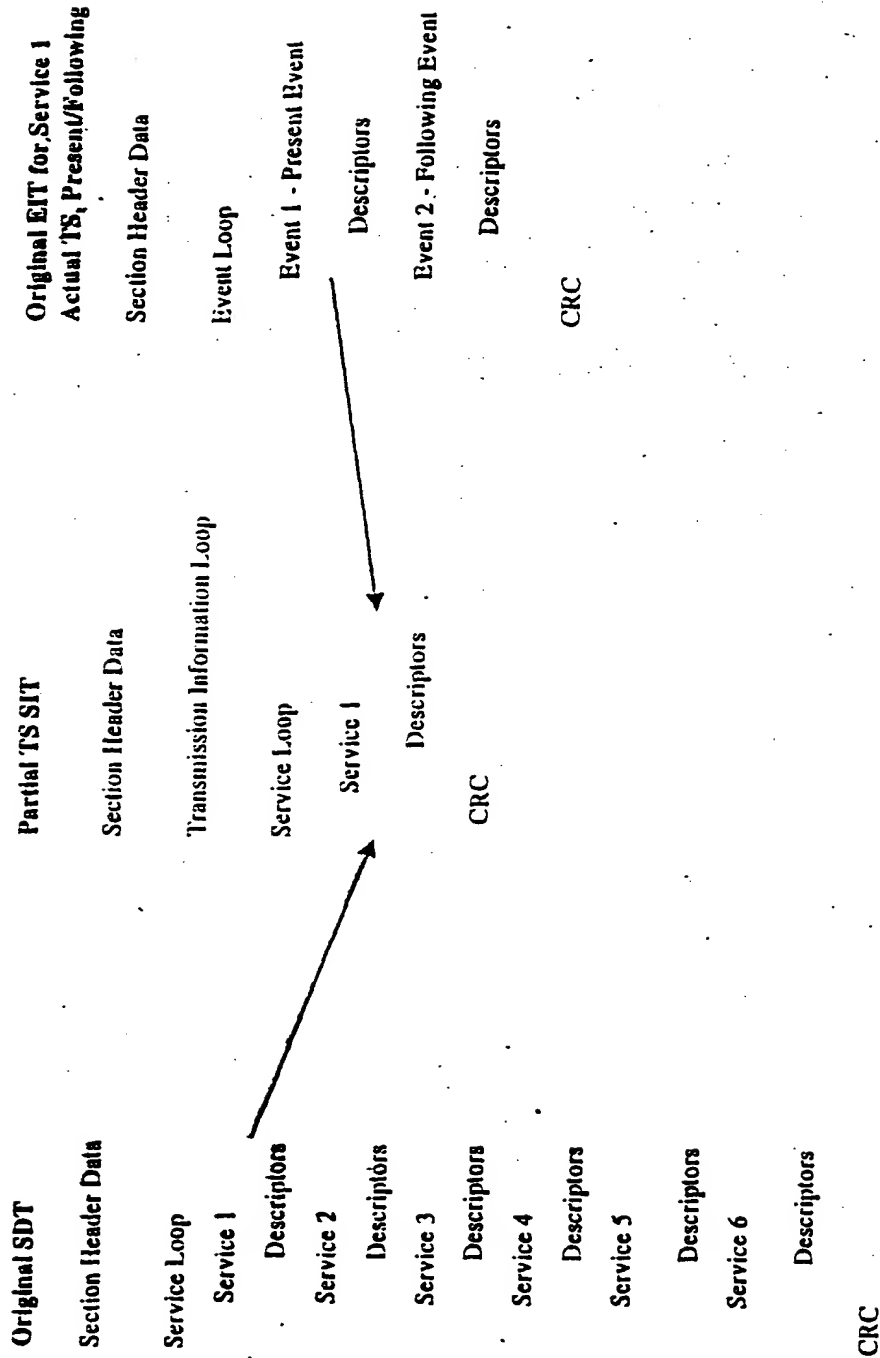 Original SDT
Section Header Data
Service Loop
Service 1
Descriptors
Service 2
Descriptors
Service 3
Descriptors
Service 4
Descriptors
Service 5
Descriptors
Service 6
Descriptors
CRC
Partial TS SIT
Section Header Data
Transmission Information Loop
Service Loop
Service 1
Descriptors
CRC
Original EIT for Service 1
Actual TS, Present/Following
Section Header Data
Event Loop
Event 1 - Present Event
Descriptors
Event 2 - Following Event
Descriptors
CRC